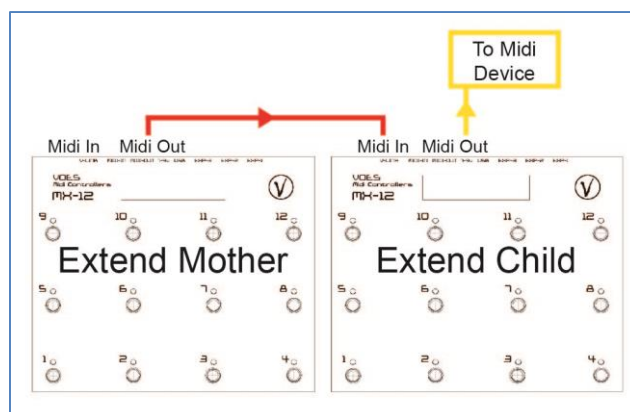 To Midi
Device
Midi In Midi Out
Midi In Midi Out
VOES
Midi Controllers
MX-12
9 10 11 12
Extend Mother
5 6 7 8
1 2 3 4
VOES
Midi Controllers
MX-12
V
9 10 11 12
Extend Child
5 6 7 8
1 2 3 4